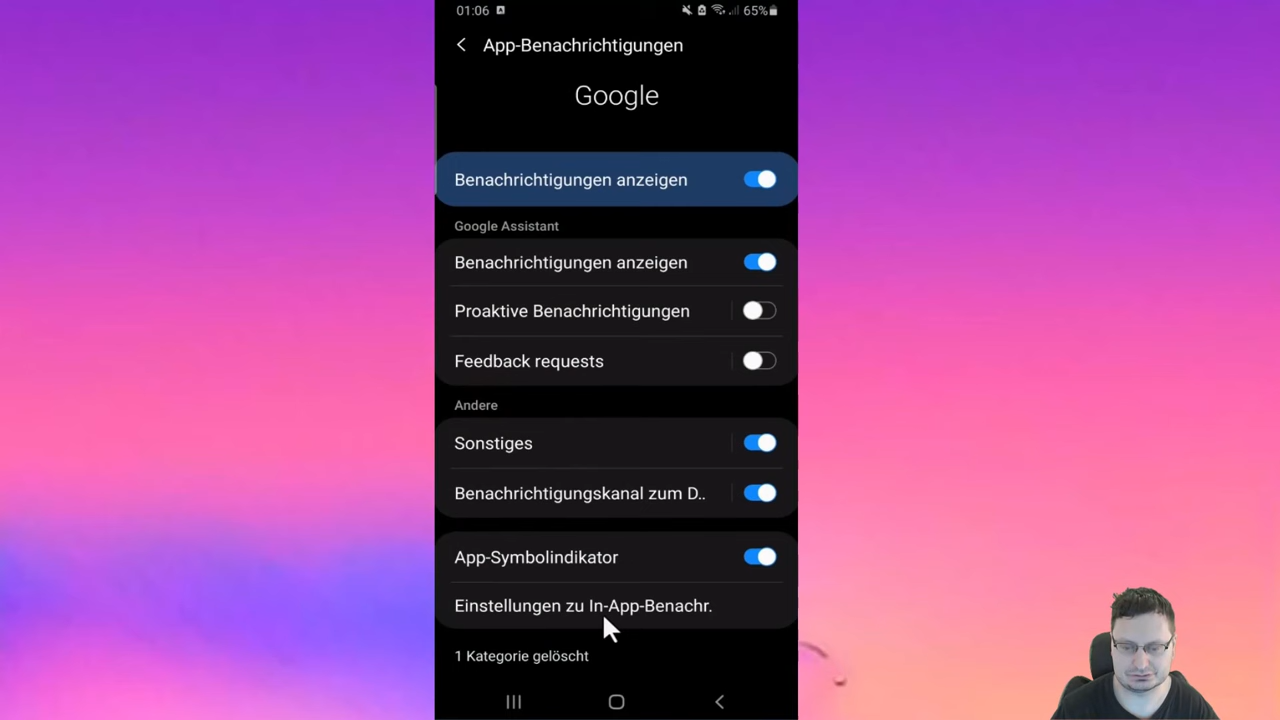 01:06 65%
App-Benachrichtigungen
Google
Benachrichtigungen anzeigen
Google Assistant
Benachrichtigungen anzeigen
Proaktive Benachrichtigungen
Feedback requests
Andere
Sonstiges
Benachrichtigungskanal zum D..
App-Symbolindikator
Einstellungen zu In-App-Benachr.
1 Kategorie gelöscht